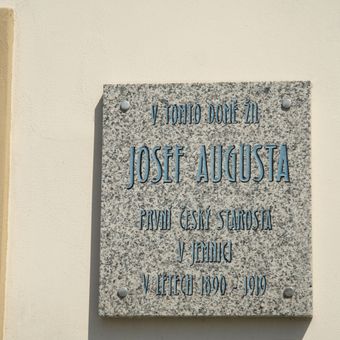 V TOMTO DOMĚ ŽIL
JOSEF AUGUSTA
PRVNÍ ČESKÝ STAROSTA
V JEMNICI
V LETECH 1890 - 1919